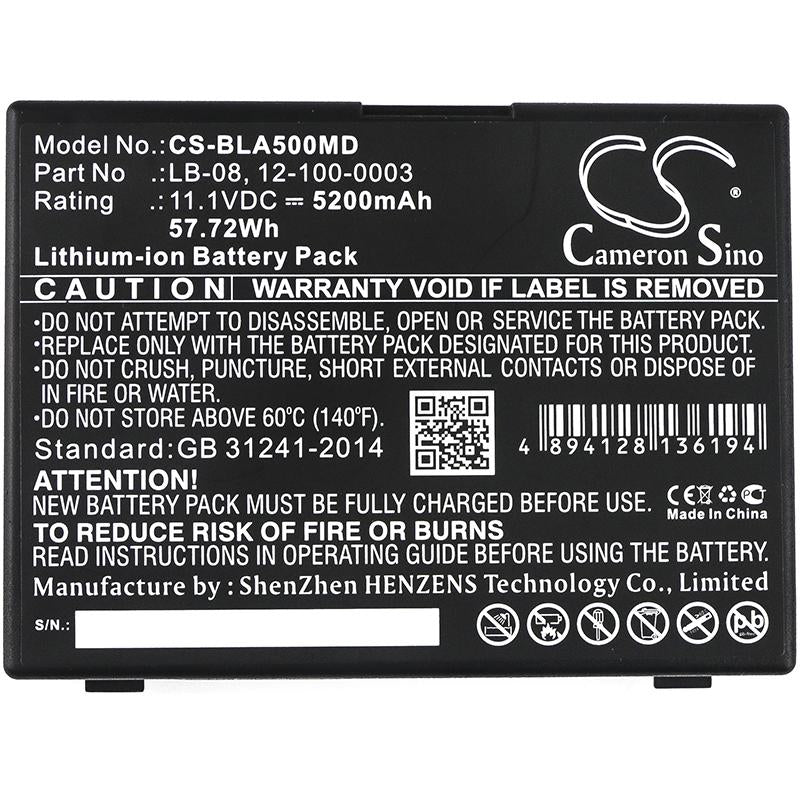 Model No.:CS-BLA500MD
Part No :LB-08, 12-100-0003
Rating .:11.1VDC ⎓ 5200mAh
57.72Wh
Lithium-ion Battery Pack
®
Cameron Sino
CAUTION! WARRANTY VOID IF LABEL IS REMOVED
•DO NOT ATTEMPT TO DISASSEMBLE, OPEN OR SERVICE THE BATTERY PACK.
•REPLACE ONLY WITH THE BATTERY PACK DESIGNATED FOR THIS PRODUCT.
•DO NOT CRUSH, PUNCTURE, SHORT EXTERNAL CONTACTS OR DISPOSE OF
IN FIRE OR WATER.
•DO NOT STORE ABOVE 60ºC (140ºF).
Standard:GB 31241-2014
4 894128 136194
ATTENTION!
NEW BATTERY PACK MUST BE FULLY CHARGED BEFORE USE.
CE
Made In China
TO REDUCE RISK OF FIRE OR BURNS
READ INSTRUCTIONS IN OPERATING GUIDE BEFORE USING THE BATTERY.
Manufacture by : ShenZhen HENZENS Technology Co., Limited
S/N.:
pb